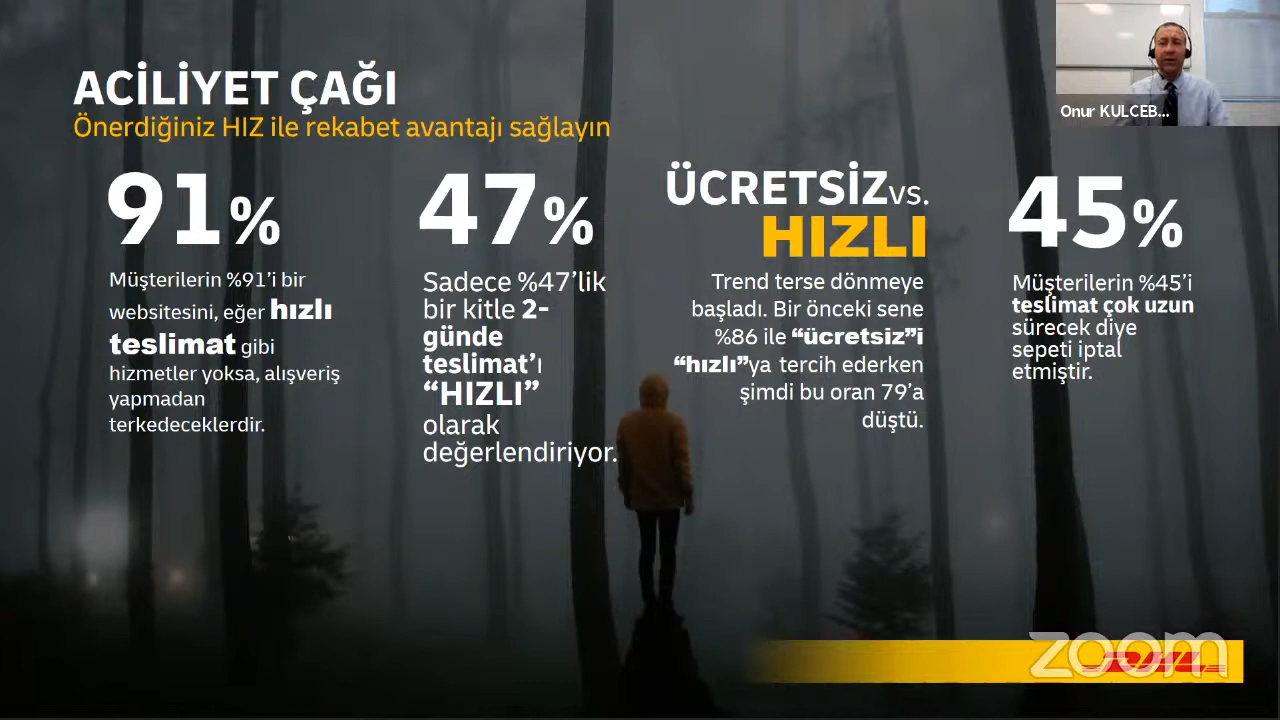 ACİLİYET ÇAĞI
Önerdiğiniz HIZ ile rekabet avantajı sağlayın
Onur KULCEB...
91%
Müşterilerin %91’i bir
websitesini, eğer hızlı
teslimat gibi
hizmetler yoksa, alışveriş
yapmadan
terkedeceklerdir.
47%
Sadece %47’lik
bir kitle 2-
günde
teslimat’ı
“HIZLI”
olarak
değerlendiriyor.
ÜCRETSİZ vs.
HIZLI
Trend terse dönmeye
başladı. Bir önceki sene
%86 ile “ücretsiz”i
“hızlı”ya tercih ederken
şimdi bu oran 79’a
düştü.
45%
Müşterilerin %45’i
teslimat çok uzun
sürecek diye
sepeti iptal
etmiştir.
zoom
DHL